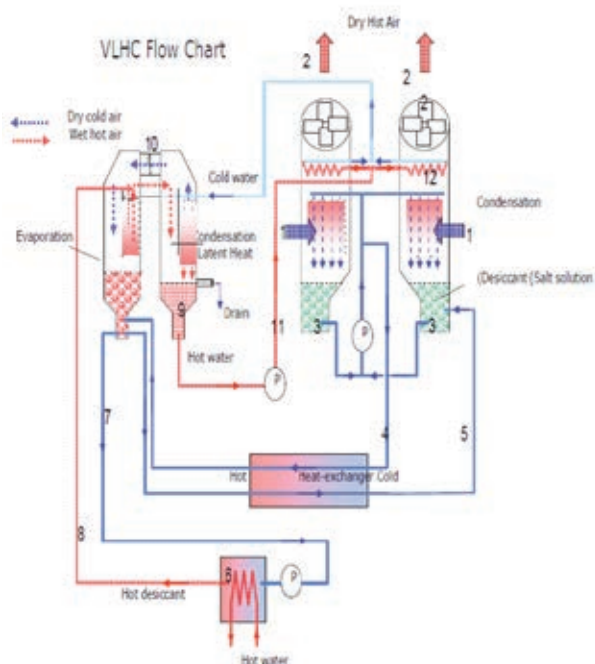 Dry Hot Air
VLHC Flow Chart
2
2
2
Dry cold air
Wet hot air
10
Cold water
12
Condensation
1
1
Evaporation
Condensation
Latent Heat
(Desiccant (Salt solution
9
Drain
11
3
3
Hot water
P
P
7
4
5
Hot
Heat-exchanger Cold
8
6
P
Hot desiccant
Hot water